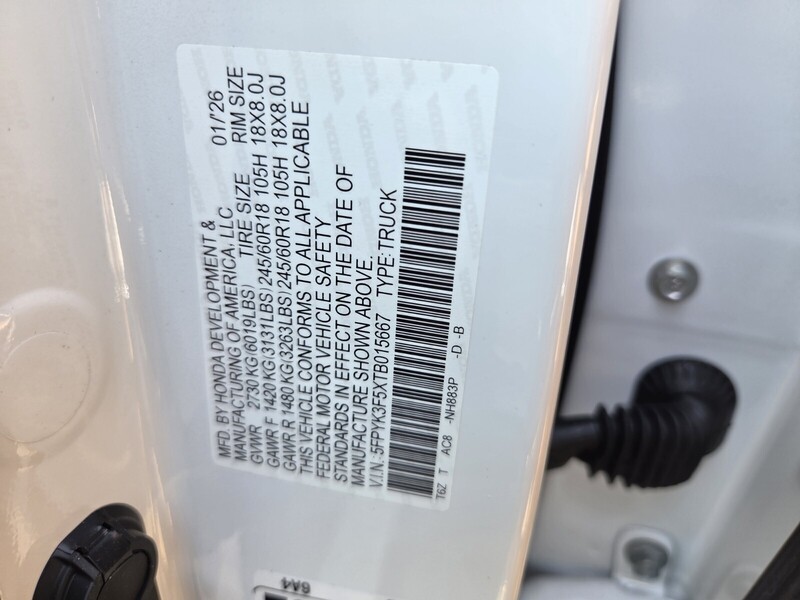 MFD. BY HONDA DEVELOPMENT & 01/'26
MANUFACTURING OF AMERICA, LLC
TIRE SIZE RIM SIZE
GVWR 2730 KG(6019LBS)
GAWR F 1420 KG(3131LBS) 245/60R18 105H 18X8.0J
GAWR R 1480 KG(3263LBS) 245/60R18 105H 18X8.0J
THIS VEHICLE CONFORMS TO ALL APPLICABLE
FEDERAL MOTOR VEHICLE SAFETY
STANDARDS IN EFFECT ON THE DATE OF
MANUFACTURE SHOWN ABOVE.
V.I.N.: 5FPYK3F5XTB015667 TYPE:TRUCK
T6Z T AC8 -NH883P -D -B